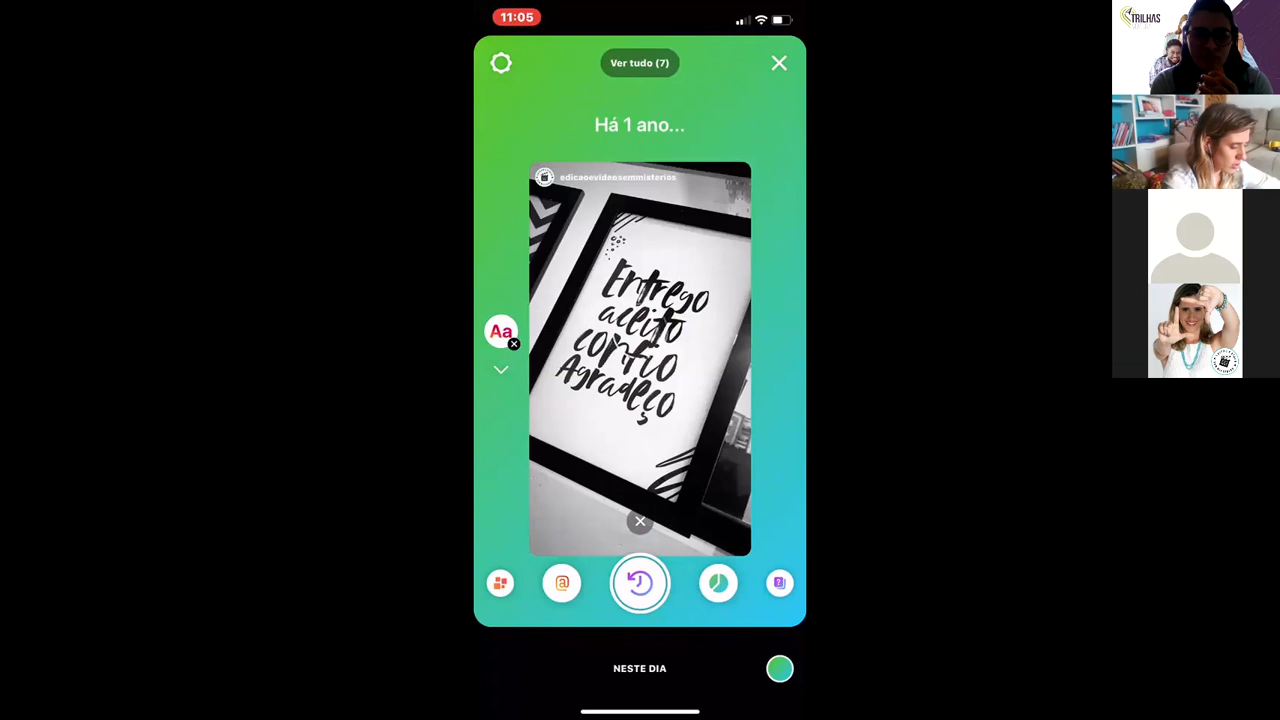 11:05
Ver tudo (7)
Há 1 ano...
edicaoevideosemmisterios
Entrego
aceito
confio
Agradeço
Aa
NESTE DIA
TRILHAS